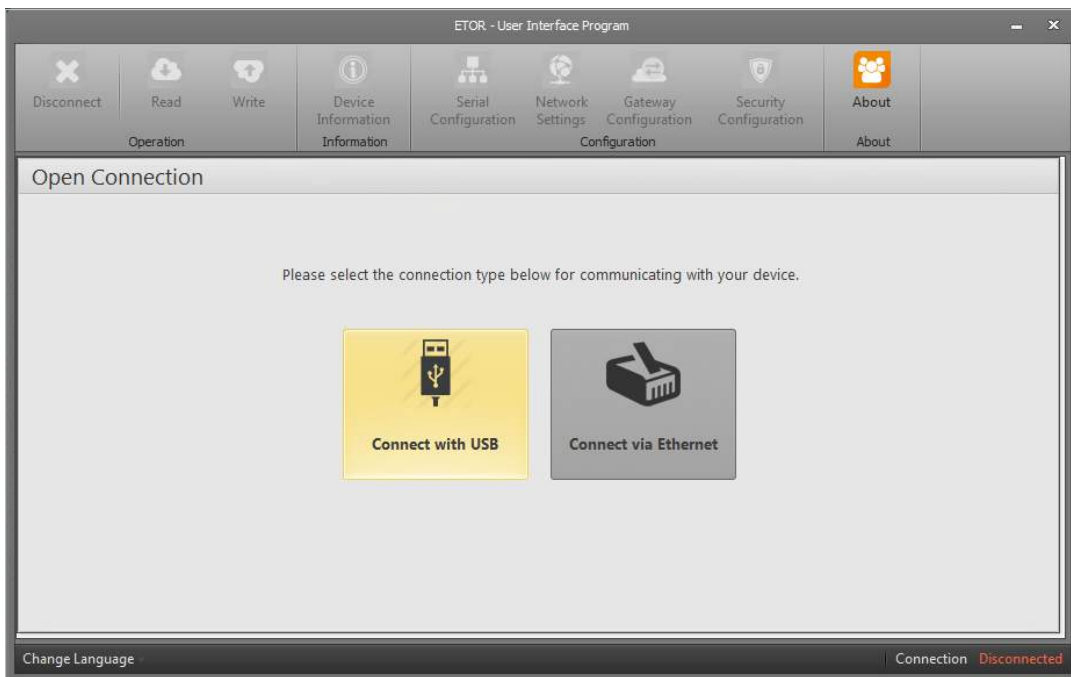 ETOR - User Interface Program
Disconnect
Read
Write
Operation
Device
Information
Information
Serial
Configuration
Network
Settings
Gateway
Configuration
Security
Configuration
Configuration
About
About
Open Connection
Please select the connection type below for communicating with your device.
Connect with USB
Connect via Ethernet
Change Language
Connection Disconnected